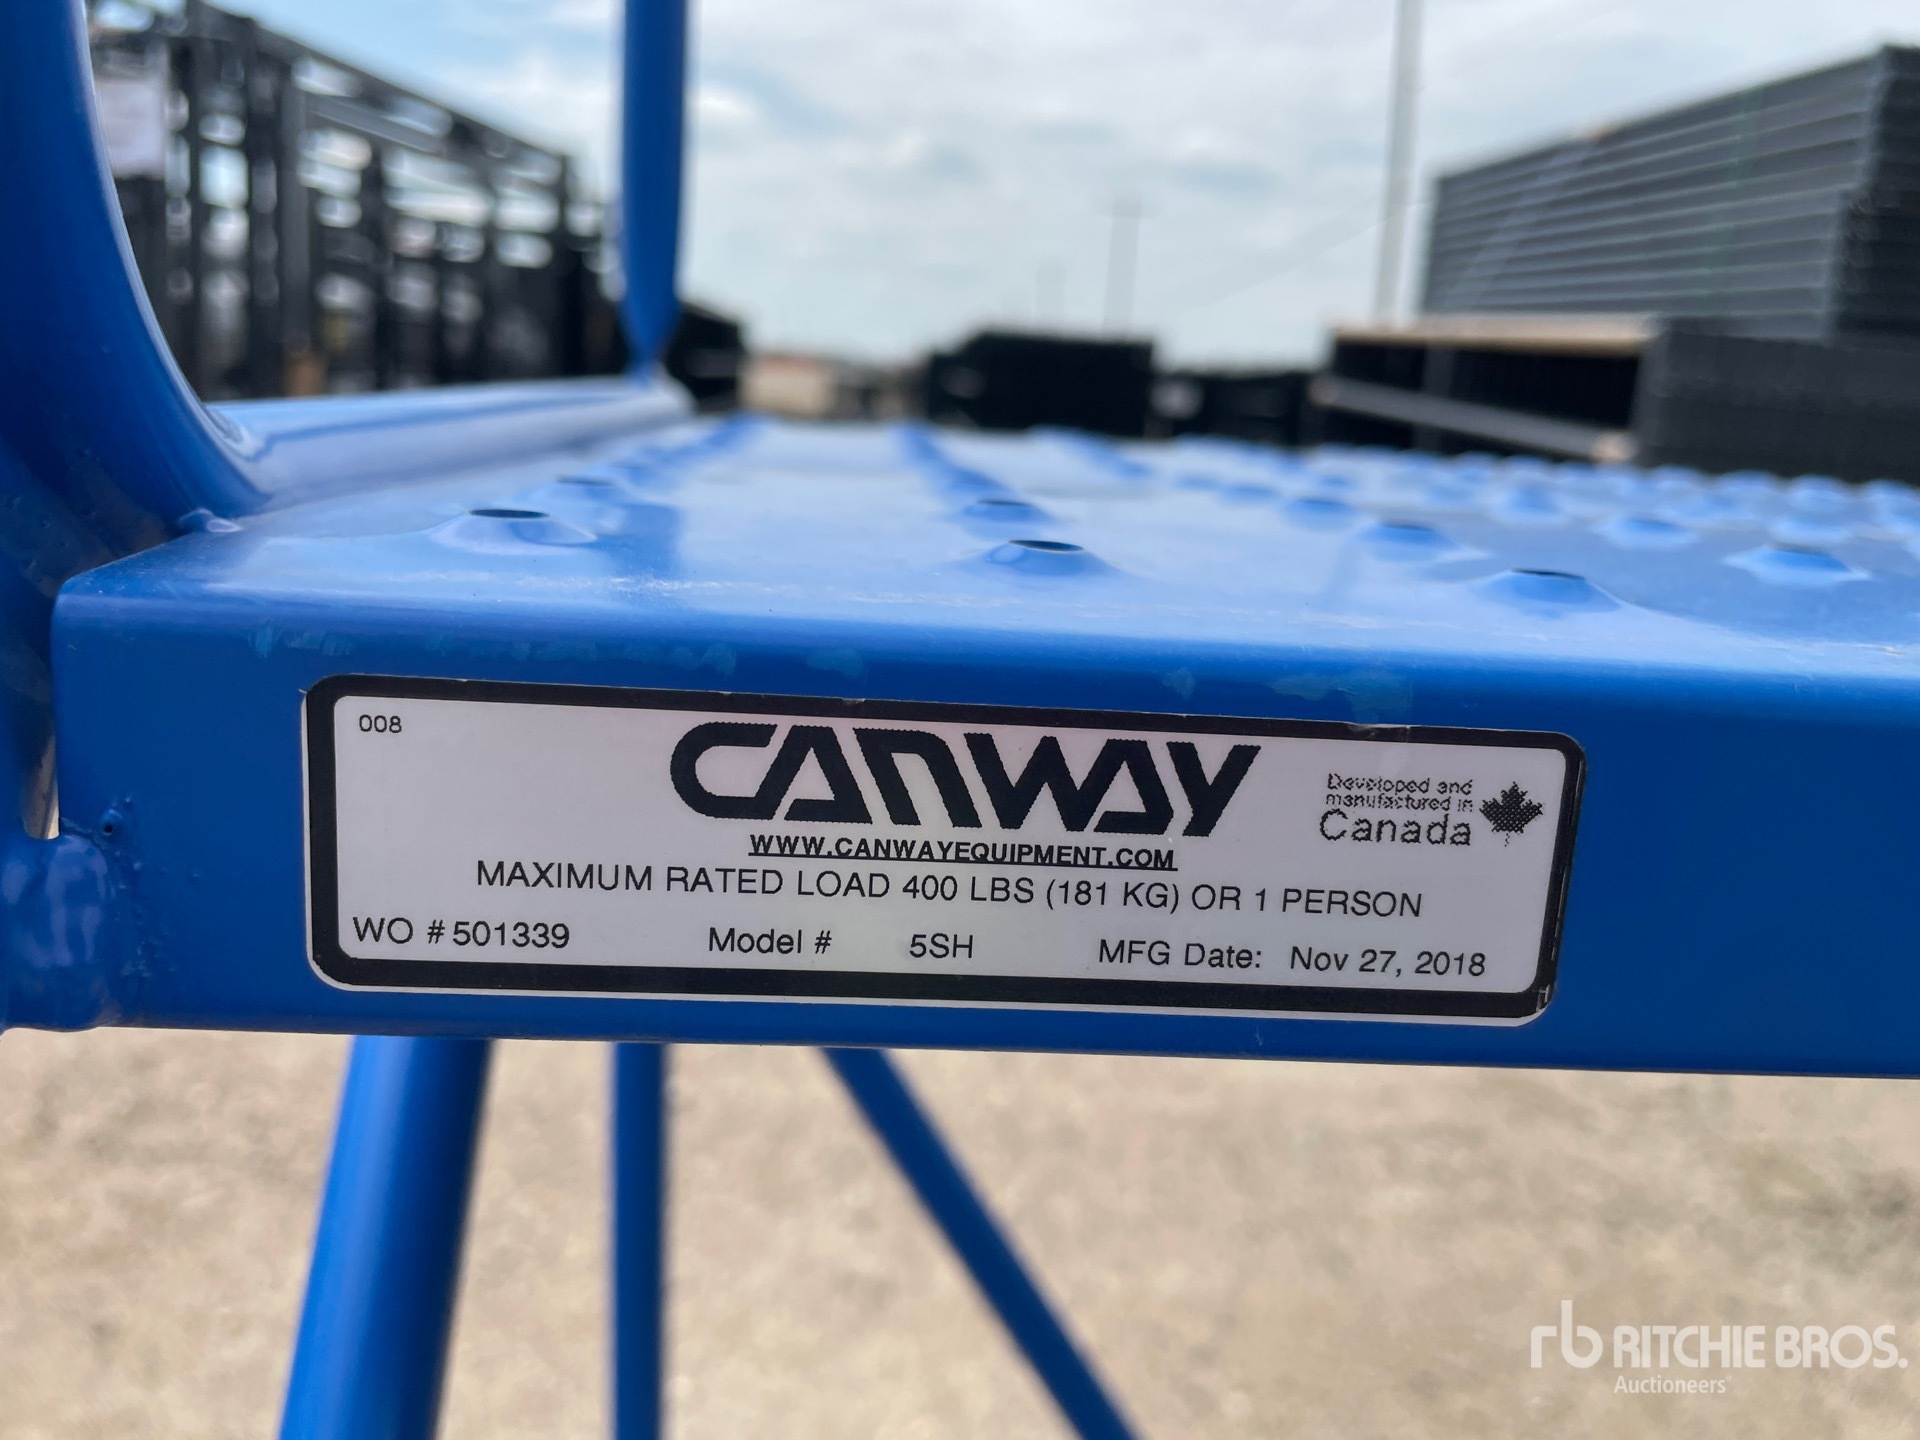 008
CANWAY
WWW.CANWAYEQUIPMENT.COM
Developed and
manufactured in
Canada
MAXIMUM RATED LOAD 400 LBS (181 KG) OR 1 PERSON
WO # 501339 Model # 5SH MFG Date: Nov 27, 2018
rb RITCHIE BROS.
Auctioneers